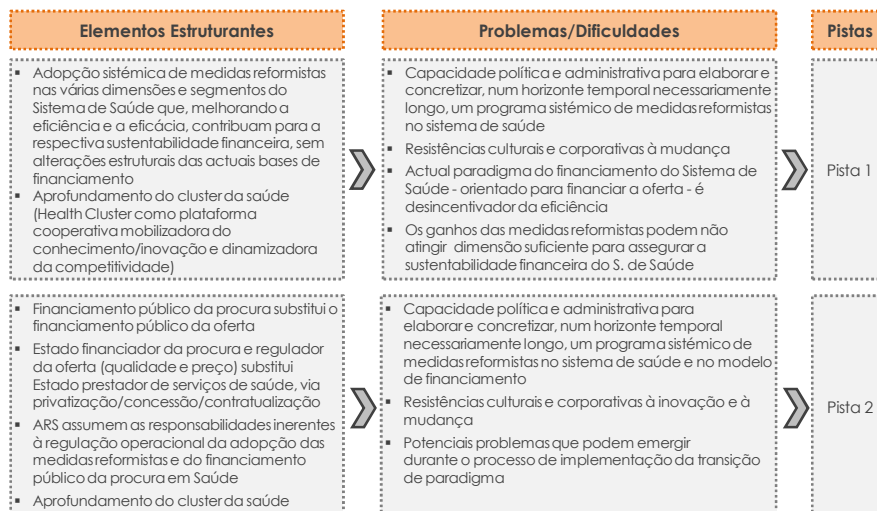 Elementos Estruturantes
Problemas/Dificuldades
Pistas
▪ Adopção sistémica de medidas reformistas
nas várias dimensões e segmentos do
Sistema de Saúde que, melhorando a
eficiência e a eficácia, contribuam para a
respectiva sustentabilidade financeira, sem
alterações estruturais das actuais bases de
financiamento
▪ Aprofundamento do cluster da saúde
(Health Cluster como plataforma
cooperativa mobilizadora do
conhecimento/inovação e dinamizadora
da competitividade)
▪ Capacidade política e administrativa para elaborar e
concretizar, num horizonte temporal necessariamente
longo, um programa sistémico de medidas reformistas
no sistema de saúde
▪ Resistências culturais e corporativas à mudança
▪ Actual paradigma do financiamento do Sistema de
Saúde - orientado para financiar a oferta - é
desincentivador da eficiência
▪ Os ganhos das medidas reformistas podem não
atingir dimensão suficiente para assegurar a
sustentabilidade financeira do S. de Saúde
Pista 1
▪ Financiamento público da procura substitui o
financiamento público da oferta
▪ Estado financiador da procura e regulador
da oferta (qualidade e preço) substitui
Estado prestador de serviços de saúde, via
privatização/concessão/contratualização
▪ ARS assumem as responsabilidades inerentes
à regulação operacional da adopção das
medidas reformistas e do financiamento
público da procura em Saúde
▪ Aprofundamento do cluster da saúde
▪ Capacidade política e administrativa para
elaborar e concretizar, num horizonte temporal
necessariamente longo, um programa sistémico de
medidas reformistas no sistema de saúde e no modelo
de financiamento
▪ Resistências culturais e corporativas à inovação e à
mudança
▪ Potenciais problemas que podem emergir
durante o processo de implementação da transição
de paradigma
Pista 2